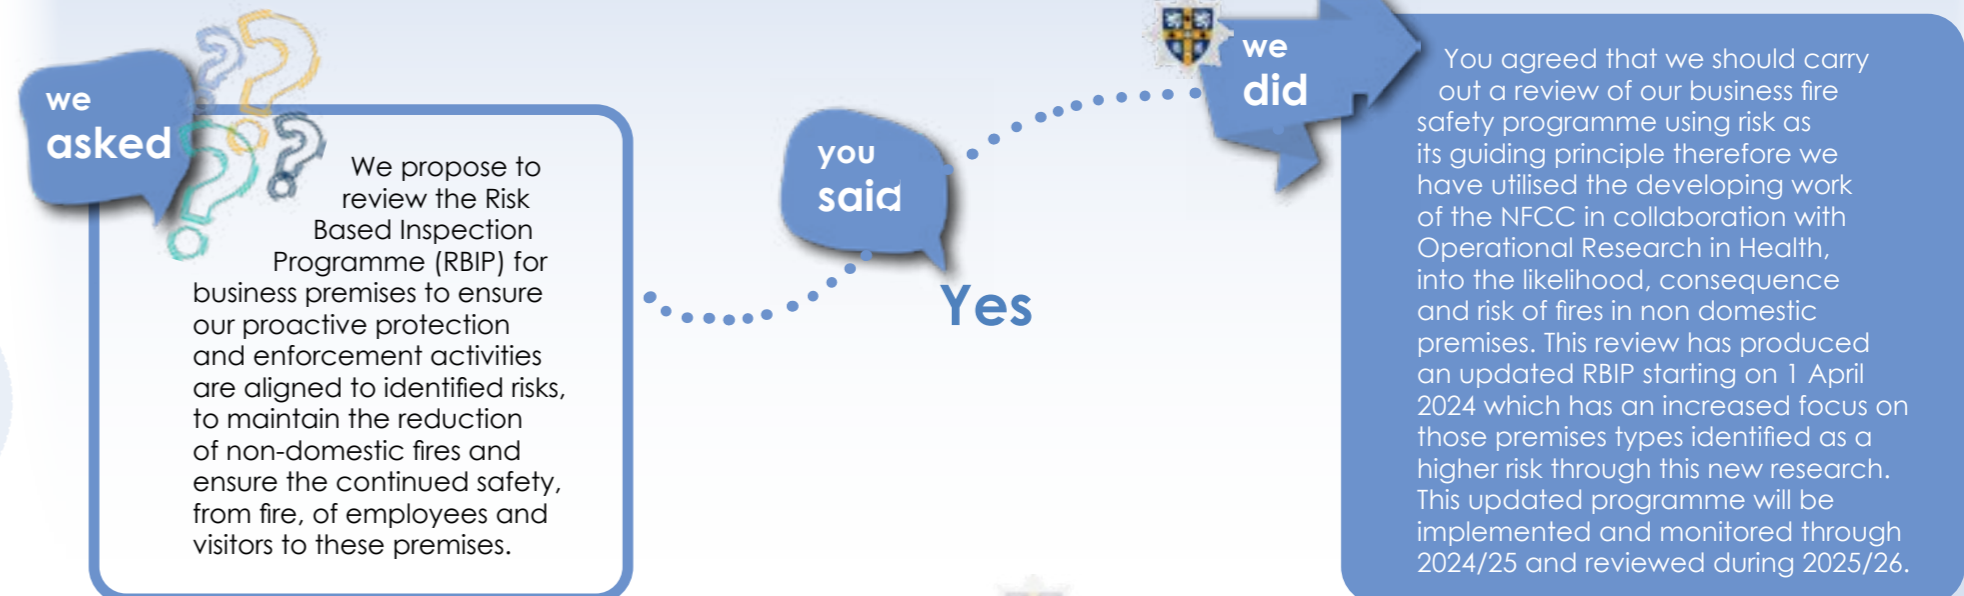 we
asked
We propose to
review the Risk
Based Inspection
Programme (RBIP) for
business premises to ensure
our proactive protection
and enforcement activities
are aligned to identified risks,
to maintain the reduction
of non-domestic fires and
ensure the continued safety,
from fire, of employees and
visitors to these premises.
you
said
Yes
we
did
You agreed that we should carry
out a review of our business fire
safety programme using risk as
its guiding principle therefore we
have utilised the developing work
of the NFCC in collaboration with
Operational Research in Health,
into the likelihood, consequence
and risk of fires in non domestic
premises. This review has produced
an updated RBIP starting on 1 April
2024 which has an increased focus on
those premises types identified as a
higher risk through this new research.
This updated programme will be
implemented and monitored through
2024/25 and reviewed during 2025/26.